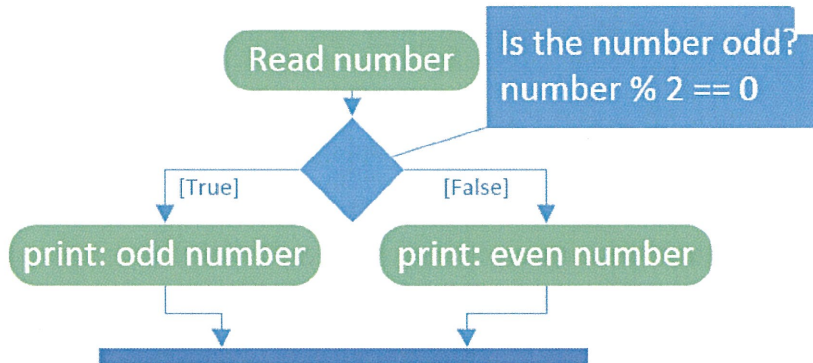 Read number
Is the number odd?
number % 2 == 0
[True]
[False]
print: odd number
print: even number